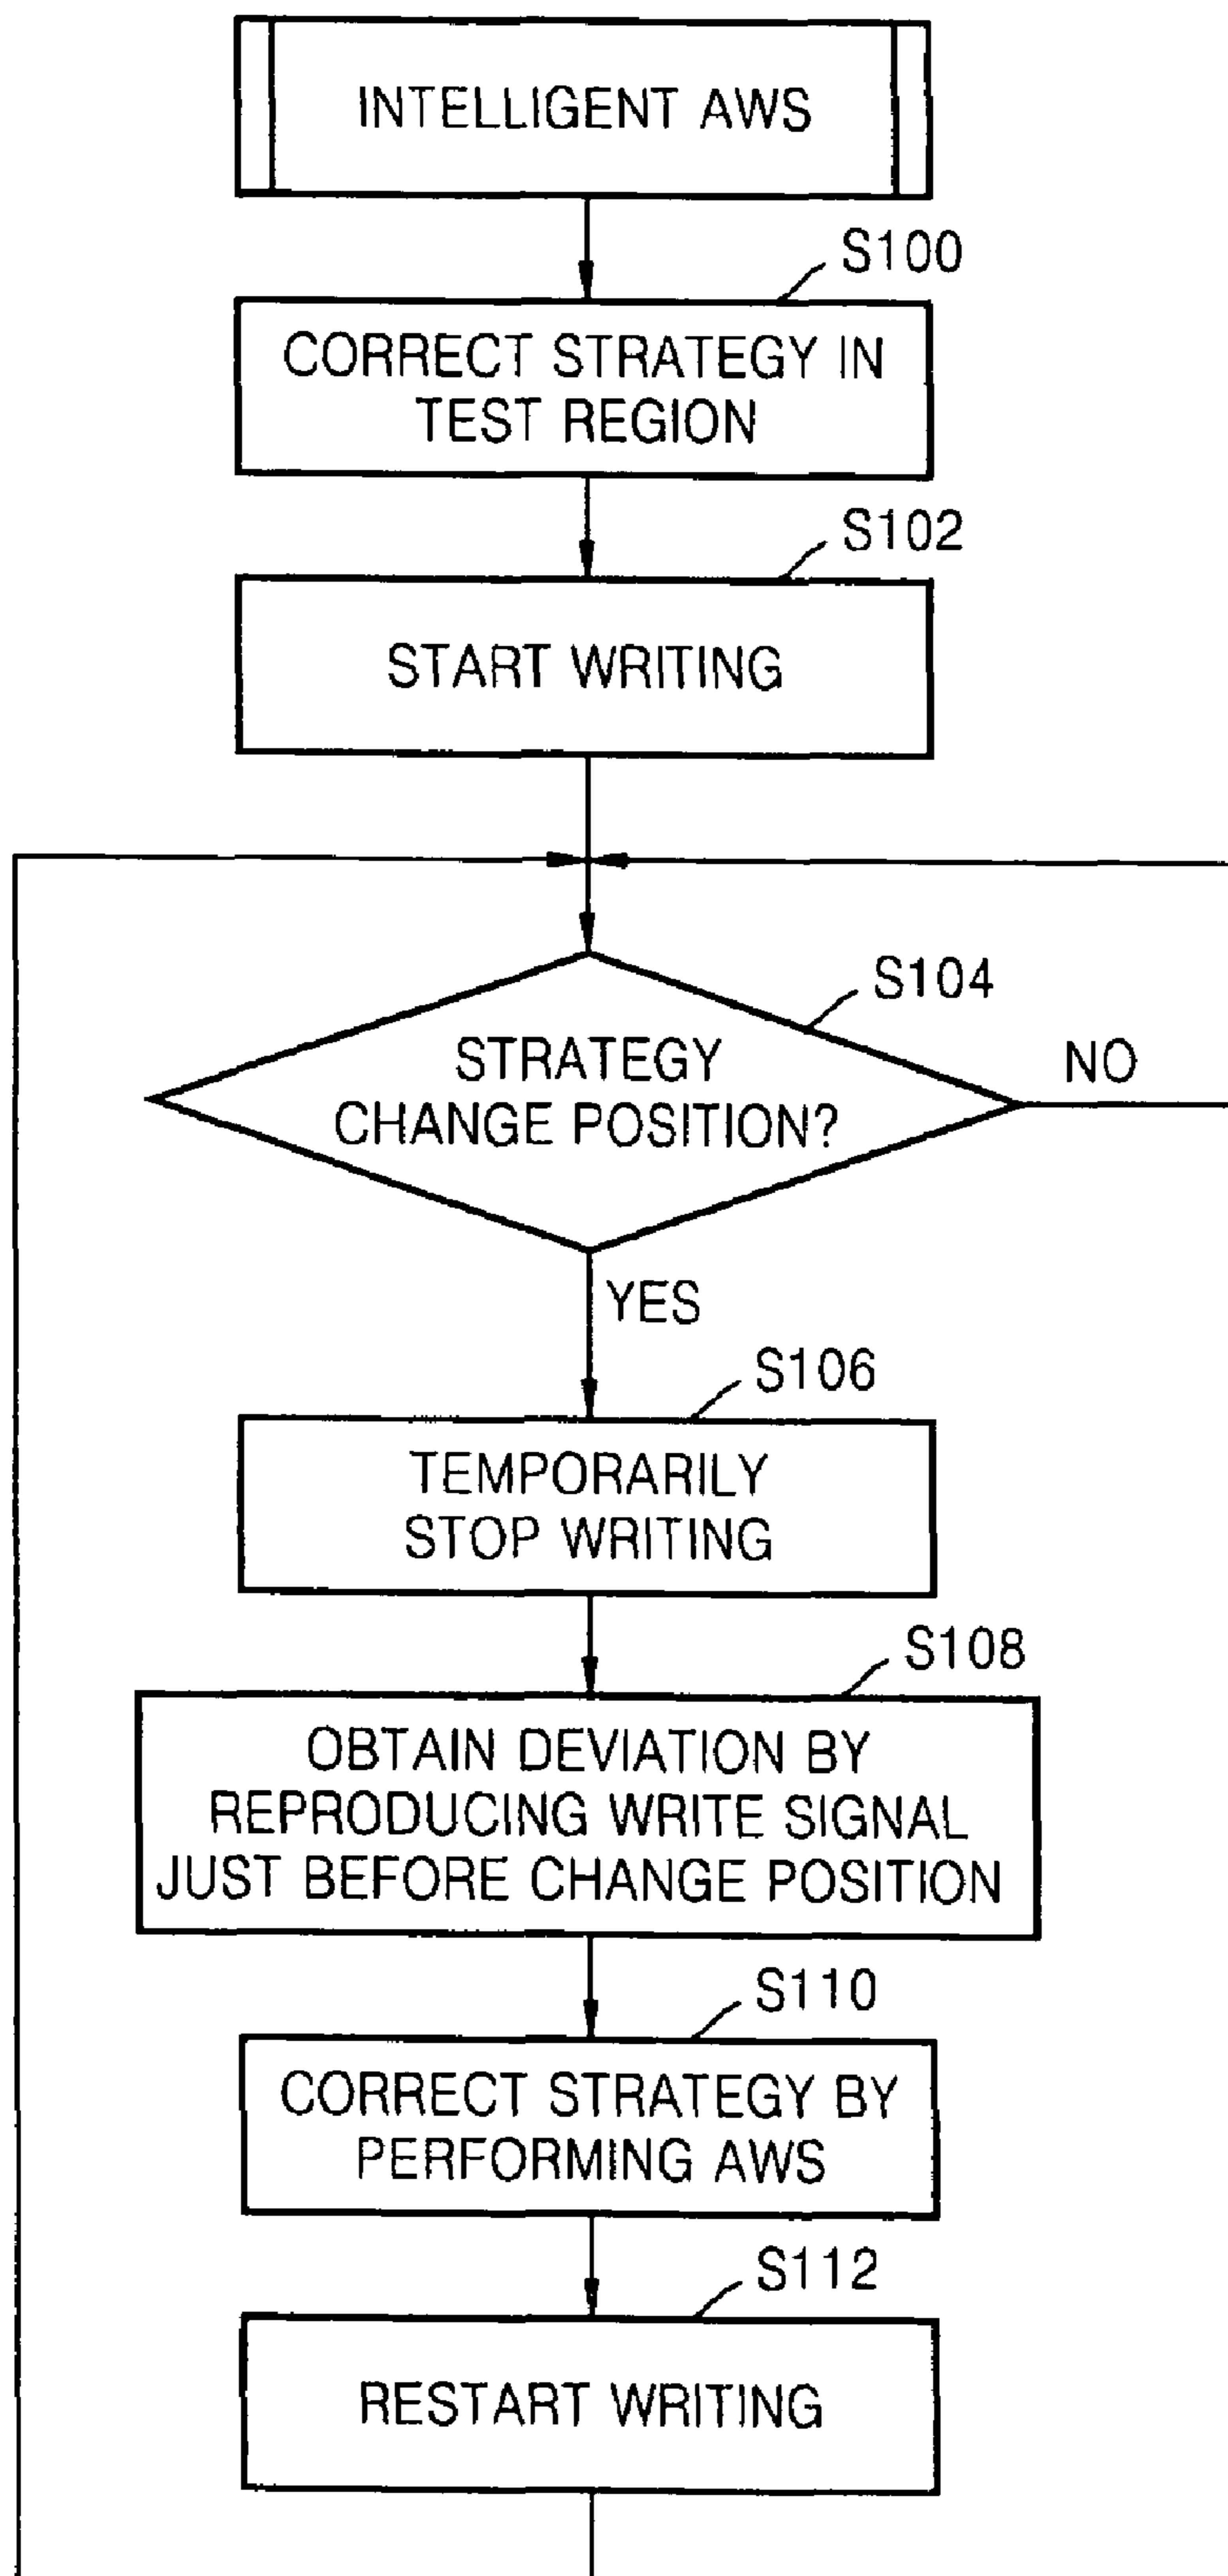 INTELLIGENT AWS
S100
CORRECT STRATEGY IN
TEST REGION
S102
START WRITING
S104
STRATEGY
CHANGE POSITION?
NO
YES
S106
TEMPORARILY
STOP WRITING
S108
OBTAIN DEVIATION BY
REPRODUCING WRITE SIGNAL
JUST BEFORE CHANGE POSITION
S110
CORRECT STRATEGY BY
PERFORMING AWS
S112
RESTART WRITING